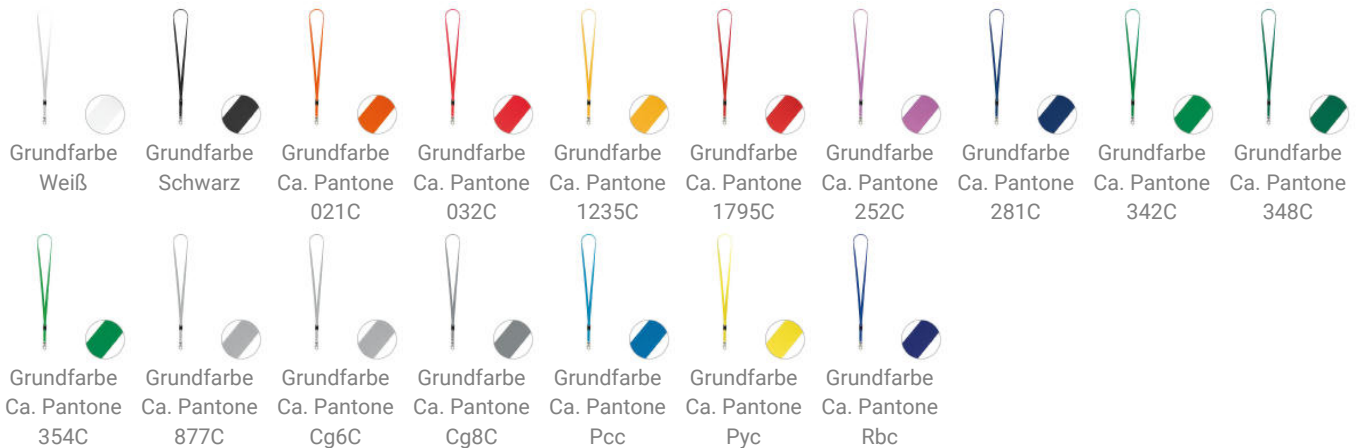 Grundfarbe Weiß
Grundfarbe Schwarz
Grundfarbe Ca. Pantone 021C
Grundfarbe Ca. Pantone 032C
Grundfarbe Ca. Pantone 1235C
Grundfarbe Ca. Pantone 1795C
Grundfarbe Ca. Pantone 252C
Grundfarbe Ca. Pantone 281C
Grundfarbe Ca. Pantone 342C
Grundfarbe Ca. Pantone 348C
Grundfarbe Ca. Pantone 354C
Grundfarbe Ca. Pantone 877C
Grundfarbe Ca. Pantone Cg6C
Grundfarbe Ca. Pantone Cg8C
Grundfarbe Ca. Pantone Pcc
Grundfarbe Ca. Pantone Pyc
Grundfarbe Ca. Pantone Rbc